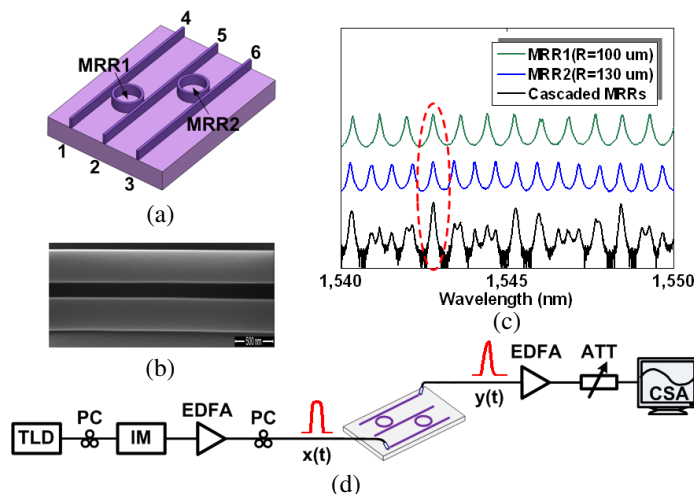 4
5
6
MRR1
MRR2
1
2
3
(a)
500 nm
(b)
MRR1(R=100 um)
MRR2(R=130 um)
Cascaded MRRs
1,540
1,545
1,550
Wavelength (nm)
(c)
TLD
PC
IM
EDFA
PC
x(t)
y(t)
EDFA
ATT
CSA
(d)